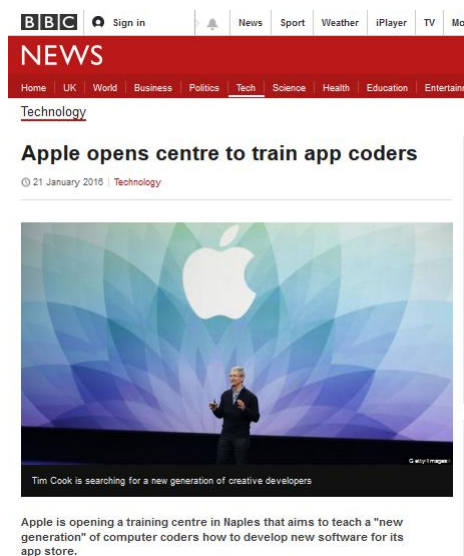 BBC Sign in News Sport Weather iPlayer TV
NEWS
Home UK World Business Politics Tech Science Health Education
Technology
Apple opens centre to train app coders
21 January 2016 Technology
Getty Images
Tim Cook is searching for a new generation of creative developers
Apple is opening a training centre in Naples that aims to teach a "new
generation" of computer coders how to develop new software for its
app store.